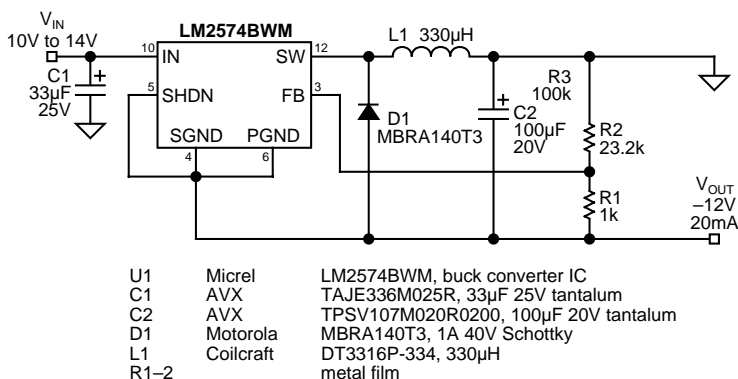 VIN
10V to 14V
C1
33µF
25V
LM2574BWM
10
IN
SW
12
5
SHDN
FB
3
SGND
PGND
4
6
L1 330µH
D1
MBRA140T3
C2
100µF
20V
R3
100k
R2
23.2k
R1
1k
VOUT
–12V
20mA
U1 Micrel LM2574BWM, buck converter IC
C1 AVX TAJE336M025R, 33µF 25V tantalum
C2 AVX TPSV107M020R0200, 100µF 20V tantalum
D1 Motorola MBRA140T3, 1A 40V Schottky
L1 Coilcraft DT3316P-334, 330µH
R1–2 metal film